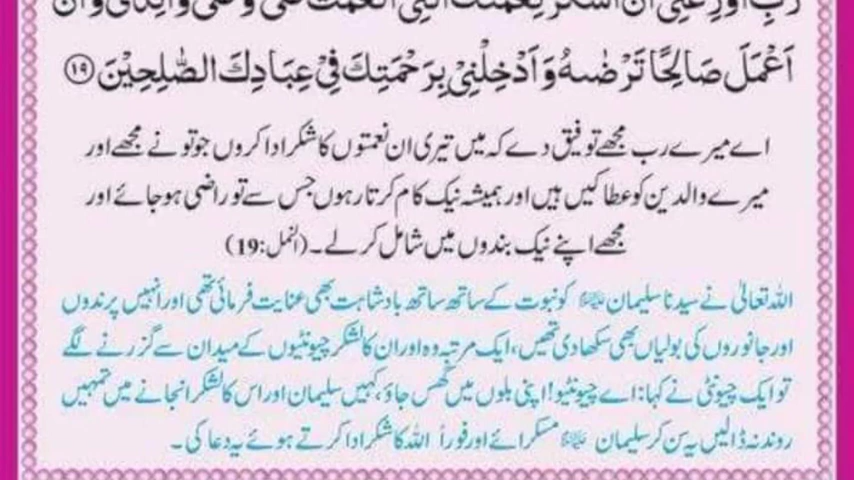 رَبِّ اَوْزِعْنِیْۤ اَنْ اَشْكُرَ نِعْمَتَكَ الَّتِیْۤ اَنْعَمْتَ عَلَیَّ وَعَلٰی وَالِدَیَّ وَاَنْ
اَعْمَلَ صَالِحًا تَرْضٰىهُ وَاَدْخِلْنِیْ بِرَحْمَتِكَ فِیْ عِبَادِكَ الصّٰلِحِیْنَ ﴿۱۹﴾
اے میرے رب مجھے توفیق دے کہ میں تیری ان نعمتوں کا شکر ادا کروں جو تو نے مجھے اور
میرے والدین کو عطا کیں ہیں اور ہمیشہ نیک کام کرتا رہوں جس سے تو راضی ہو جائے اور
مجھے اپنے نیک بندوں میں شامل کر لے۔ (النمل:19)
اللہ تعالیٰ نے سیدنا سلیمان علیہ السلام کو نبوت کے ساتھ ساتھ بادشاہت بھی عنایت فرمائی تھی اور انہیں پرندوں
اور جانوروں کی بولیاں بھی سکھا دی تھیں، ایک مرتبہ وہ اور ان کا لشکر چیونٹیوں کے میدان سے گزرنے لگے
تو ایک چیونٹی نے کہا: اے چیونٹیو! اپنی بلوں میں گھس جاؤ، کہیں سلیمان اور اس کا لشکر انجانے میں تمہیں
روند نہ ڈالیں یہ سن کر سلیمان علیہ السلام مسکرائے اور فوراً اللہ کا شکر ادا کرتے ہوئے یہ دعا کی۔